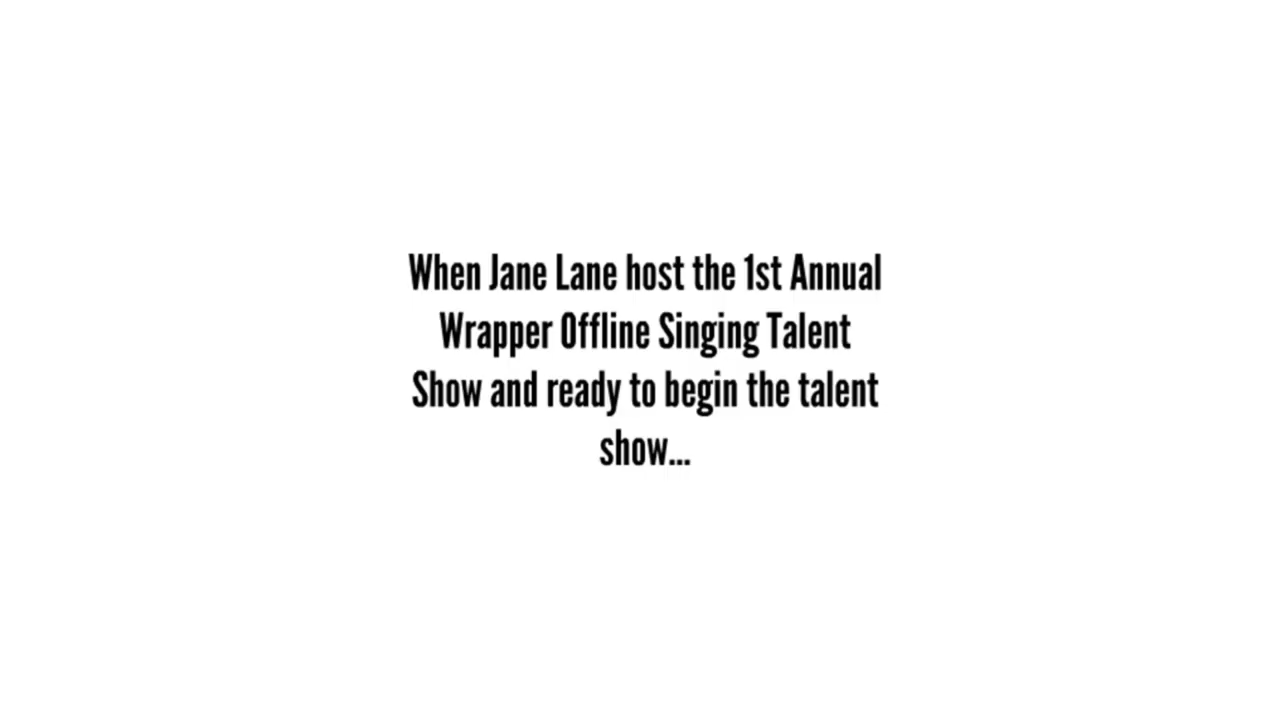 When Jane Lane host the 1st Annual
Wrapper Offline Singing Talent
Show and ready to begin the talent
show...